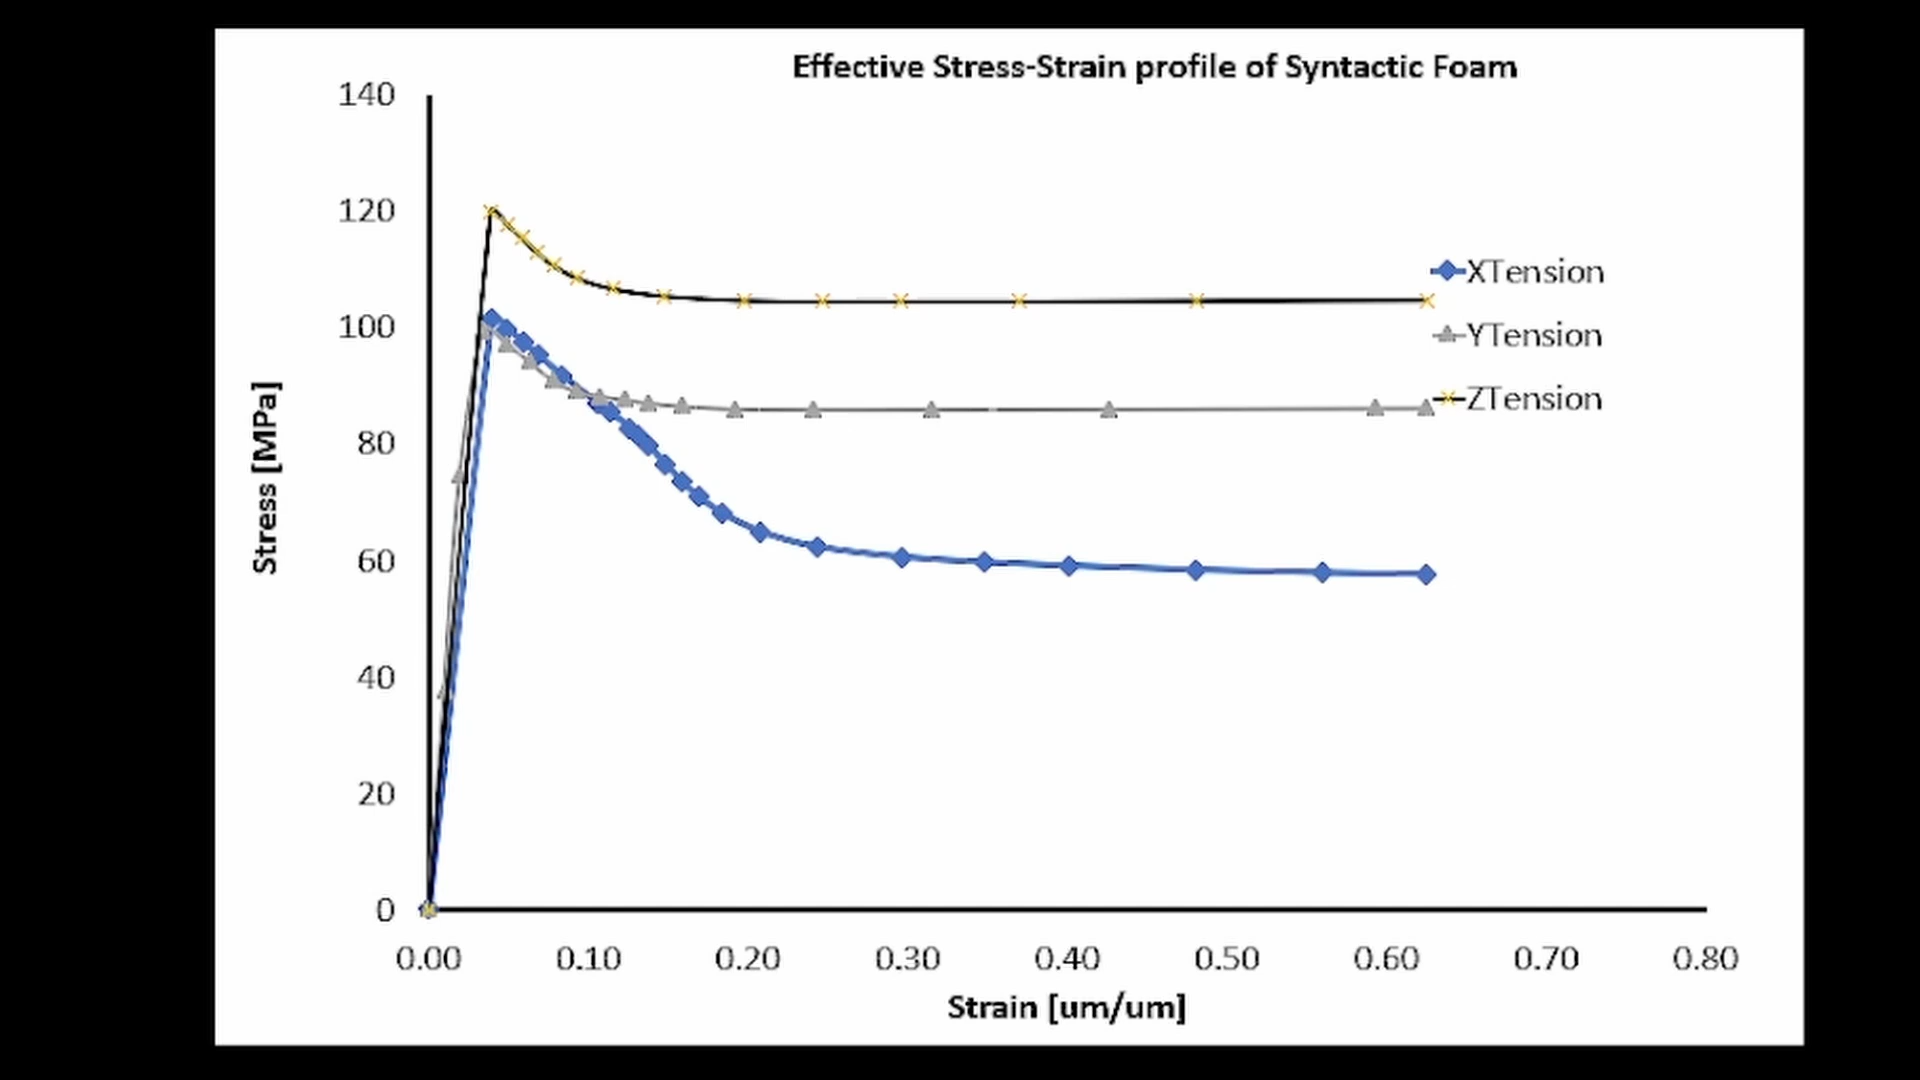 Effective Stress-Strain profile of Syntactic Foam
140
120
100
80
60
40
20
0
Stress [MPa]
XTension
YTension
ZTension
0.00 0.10 0.20 0.30 0.40 0.50 0.60 0.70 0.80
Strain [um/um]